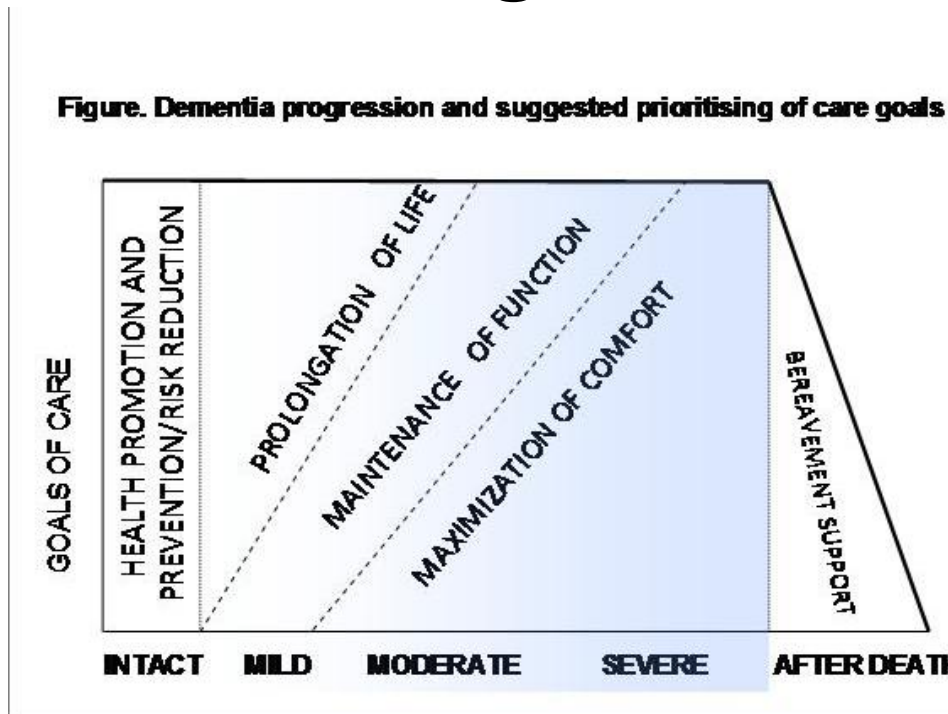 Figure. Dementia progression and suggested prioritising of care goals
GOALS OF CARE
HEALTH PROMOTION AND
PREVENTION/RISK REDUCTION
PROLONGATION OF LIFE
MAINTENANCE OF FUNCTION
MAXIMIZATION OF COMFORT
BEREAVEMENT SUPPORT
INTACT MILD MODERATE SEVERE AFTER